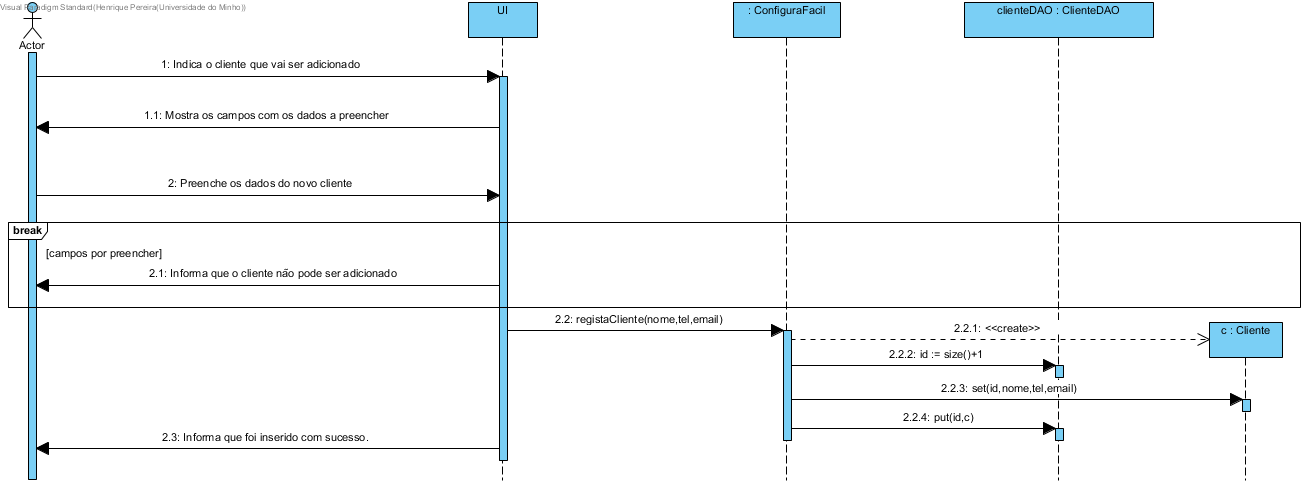 Visual Paradigm Standard(Henrique Pereira(Universidade do Minho))
Actor
UI
: ConfiguraFacil
clienteDAO : ClienteDAO
1: Indica o cliente que vai ser adicionado
1.1: Mostra os campos com os dados a preencher
2: Preenche os dados do novo cliente
break
[campos por preencher]
2.1: Informa que o cliente não pode ser adicionado
2.2: registaCliente(nome,tel,email)
2.2.1: <<create>>
c : Cliente
2.2.2: id := size()+1
2.2.3: set(id,nome,tel,email)
2.2.4: put(id,c)
2.3: Informa que foi inserido com sucesso.